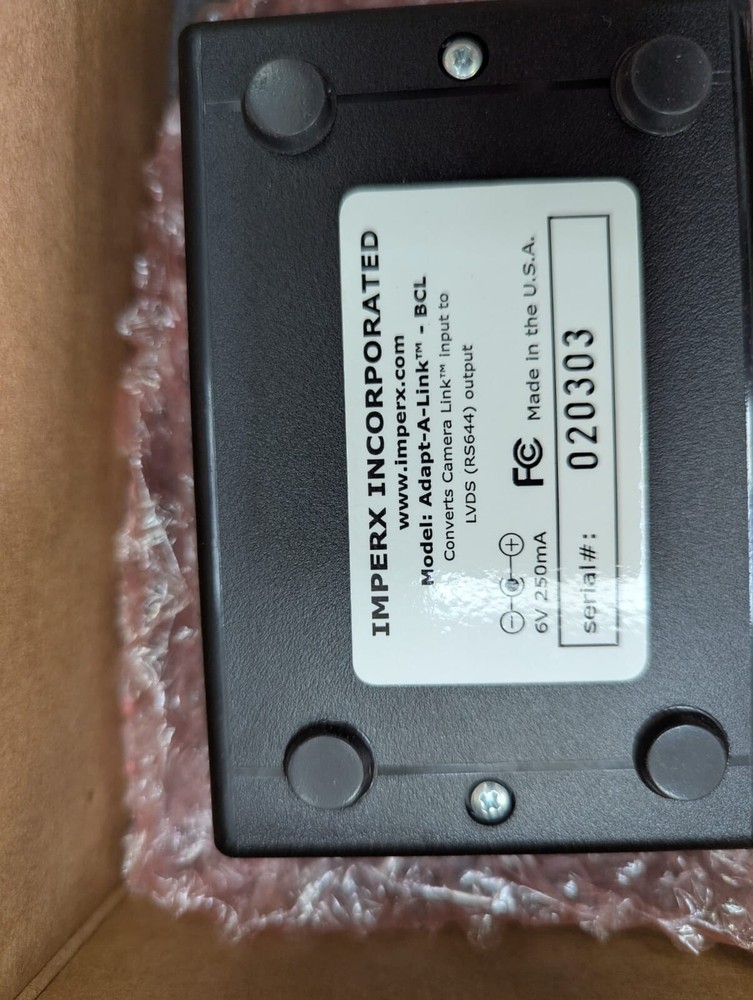 IMPERX INCORPORATED
www.imperx.com
Model: Adapt-A-Link™ - BCL
Converts Camera Link™ input to
LVDS (RS644) output
FC Made in the U.S.A.
6V 250mA
serial#: 020303